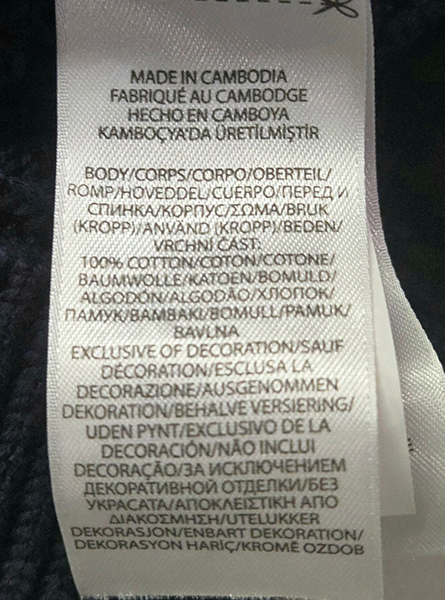 MADE IN CAMBODIA
FABRIQUÉ AU CAMBODGE
HECHO EN CAMBOYA
KAMBOÇYA'DA ÜRETİLMİŞTİR
BODY/CORPS/CORPO/OBERTEIL/
ROMP/HOVEDDEL/CUERPO/ПЕРЕД И
СПИНКА/КОРПУС/ΣΩΜΑ/BRUK
(KROPP)/ANVÄND (KROPP)/BEDEN/
VRCHNÍ ČÁST:
100% COTTON/COTON/COTONE/
BAUMWOLLE/KATOEN/BOMULD/
ALGODÓN/ALGODÃO/ХЛОПОК/
ПАМУК/ΒΑΜΒΑΚΙ/BOMULL/PAMUK/
BAVLNA
EXCLUSIVE OF DECORATION/SAUF
DÉCORATION/ESCLUSA LA
DECORAZIONE/AUSGENOMMEN
DEKORATION/BEHALVE VERSIERING/
UDEN PYNT/EXCLUSIVO DE LA
DECORACIÓN/NÃO INCLUI
DECORAÇÃO/ЗА ИСКЛЮЧЕНИЕМ
ДЕКОРАТИВНОЙ ОТДЕЛКИ/БЕЗ
УКРАСАТА/ΑΠΟΚΛΕΙΣΤΙΚΗ ΑΠΟ
ΔΙΑΚΟΣΜΗΣΗ/UTELUKKER
DEKORASJON/ENBART DEKORATION/
DEKORASYON HARİÇ/KROMĚ OZDOB